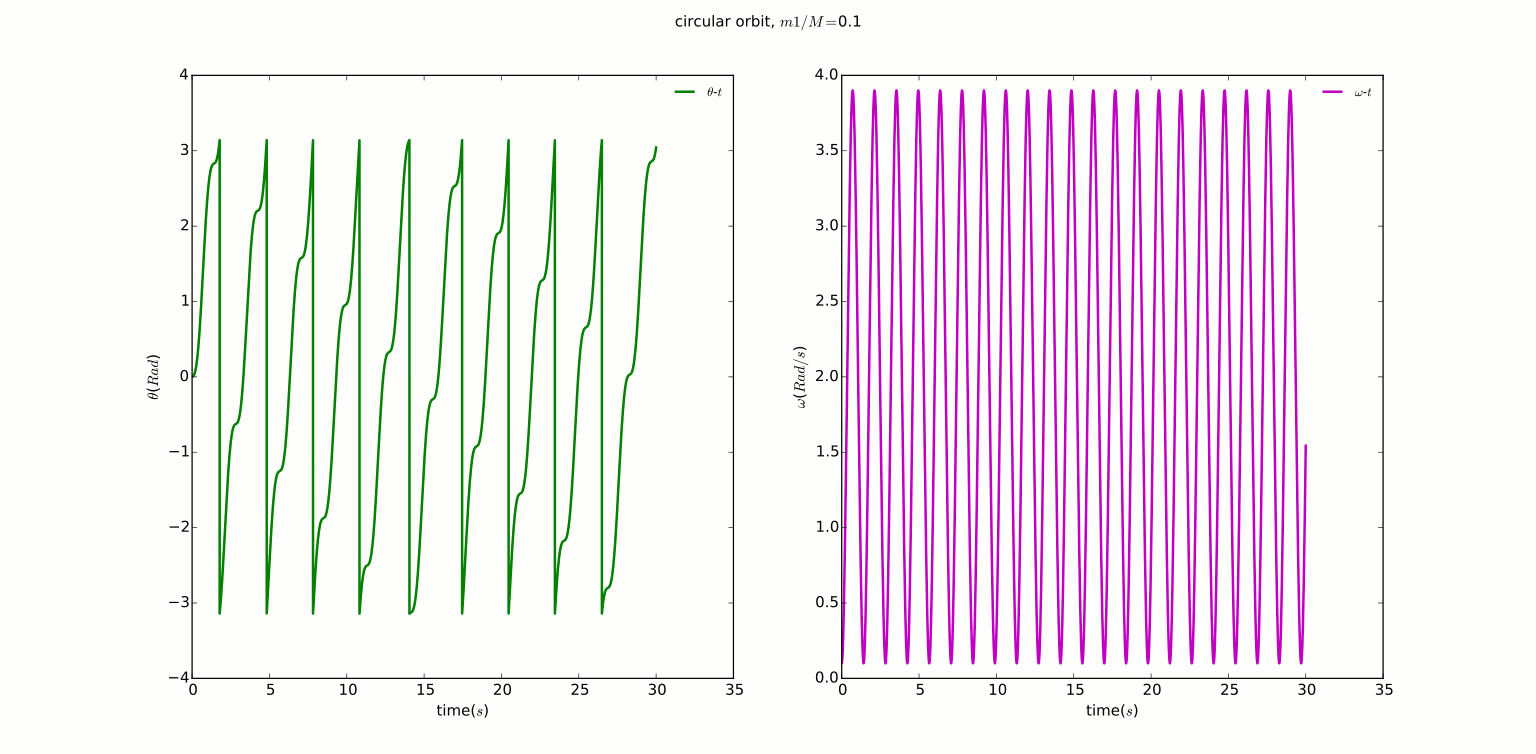 circular orbit, m1/M=0.1
4
3
2
1
0
−1
−2
−3
−4
θ(Rad)
θ-t
0 5 10 15 20 25 30 35
time(s)
4.0
3.5
3.0
2.5
2.0
1.5
1.0
0.5
0.0
ω(Rad/s)
ω-t
0 5 10 15 20 25 30 35
time(s)